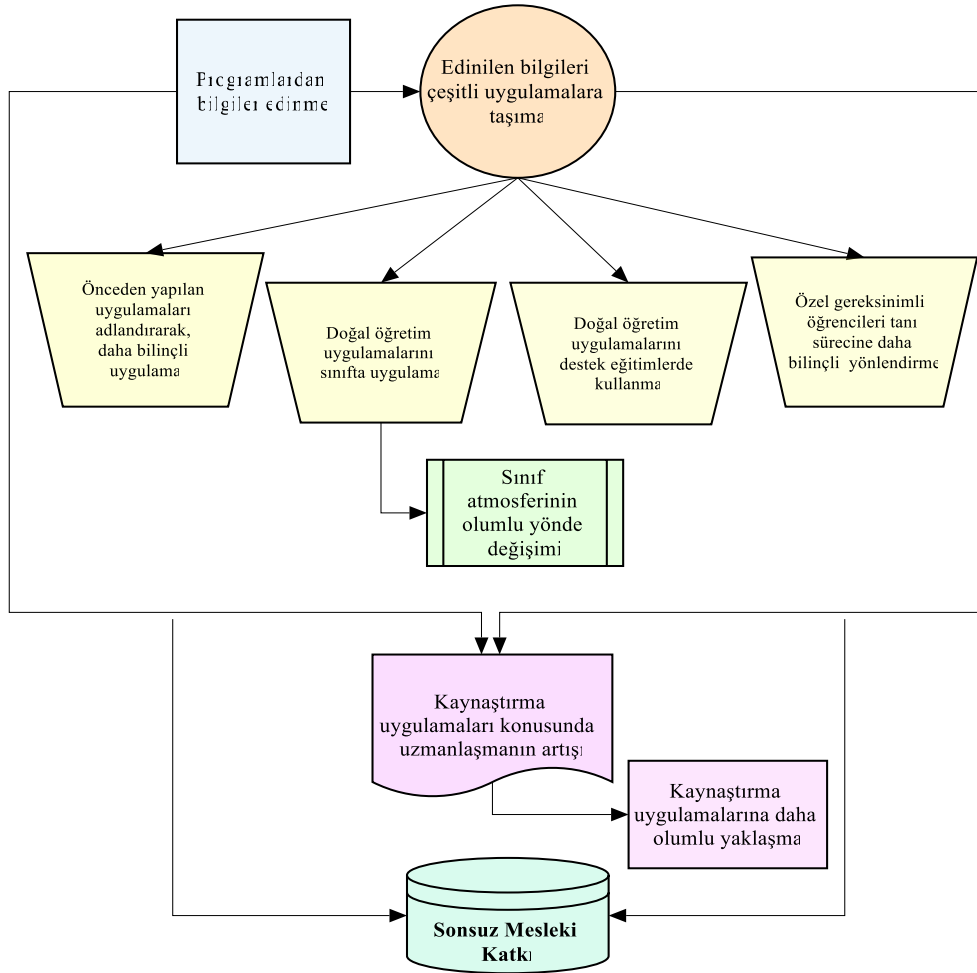 Programlardan
bilgiler edinme
Edinilen bilgileri
çeşitli uygulamalara
taşıma
Önceden yapılan
uygulamaları
adlandırarak,
daha bilinçli
uygulama
Doğal öğretim
uygulamalarını
sınıfta uygulama
Doğal öğretim
uygulamalarını
destek eğitimlerde
kullanma
Özel gereksinimli
öğrencileri tanı
sürecine daha
bilinçli yönlendirme
Sınıf
atmosferinin
olumlu yönde
değişimi
Kaynaştırma
uygulamaları konusunda
uzmanlaşmanın artışı
Kaynaştırma
uygulamalarına daha
olumlu yaklaşma
Sonsuz Mesleki
Katkı